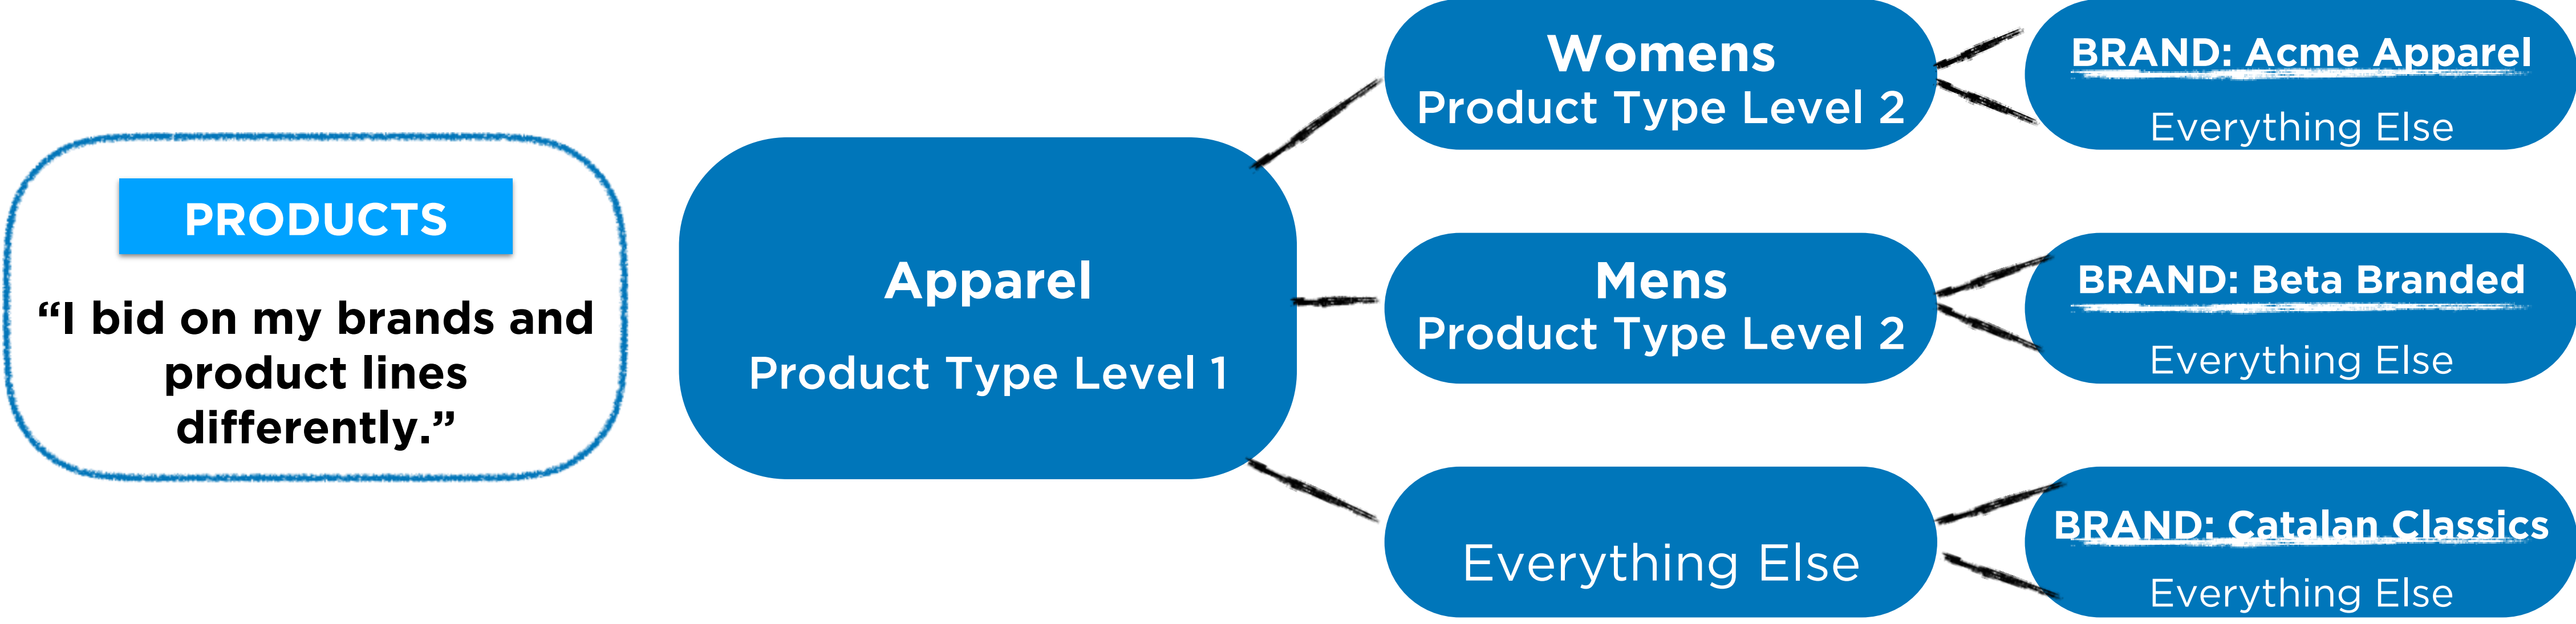 PRODUCTS
“I bid on my brands and
product lines
differently.”
Apparel
Product Type Level 1
Womens
Product Type Level 2
BRAND: Acme Apparel
Everything Else
Mens
Product Type Level 2
BRAND: Beta Branded
Everything Else
Everything Else
BRAND: Catalan Classics
Everything Else